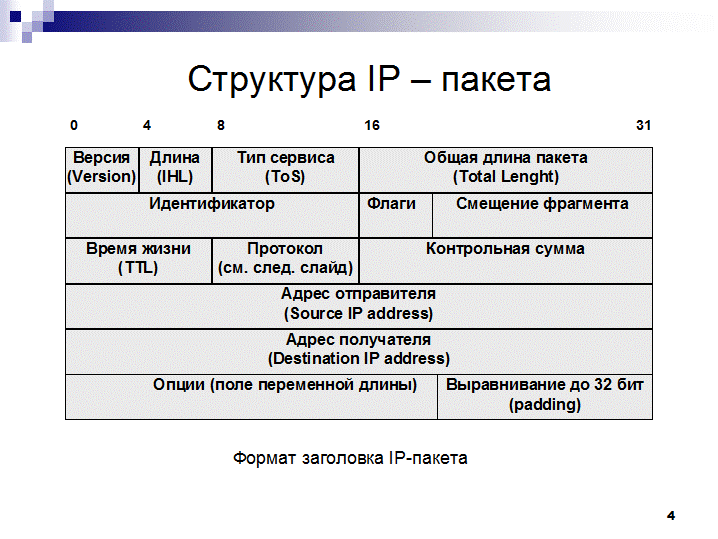 Структура IP – пакета
0 4 8 16 31
Версия Длина Тип сервиса Общая длина пакета
(Version) (IHL) (ToS) (Total Lenght)
Идентификатор Флаги Смещение фрагмента
Время жизни Протокол Контрольная сумма
(TTL) (см. след. слайд)
Адрес отправителя
(Source IP address)
Адрес получателя
(Destination IP address)
Опции (поле переменной длины) Выравнивание до 32 бит
(padding)
Формат заголовка IP-пакета
4